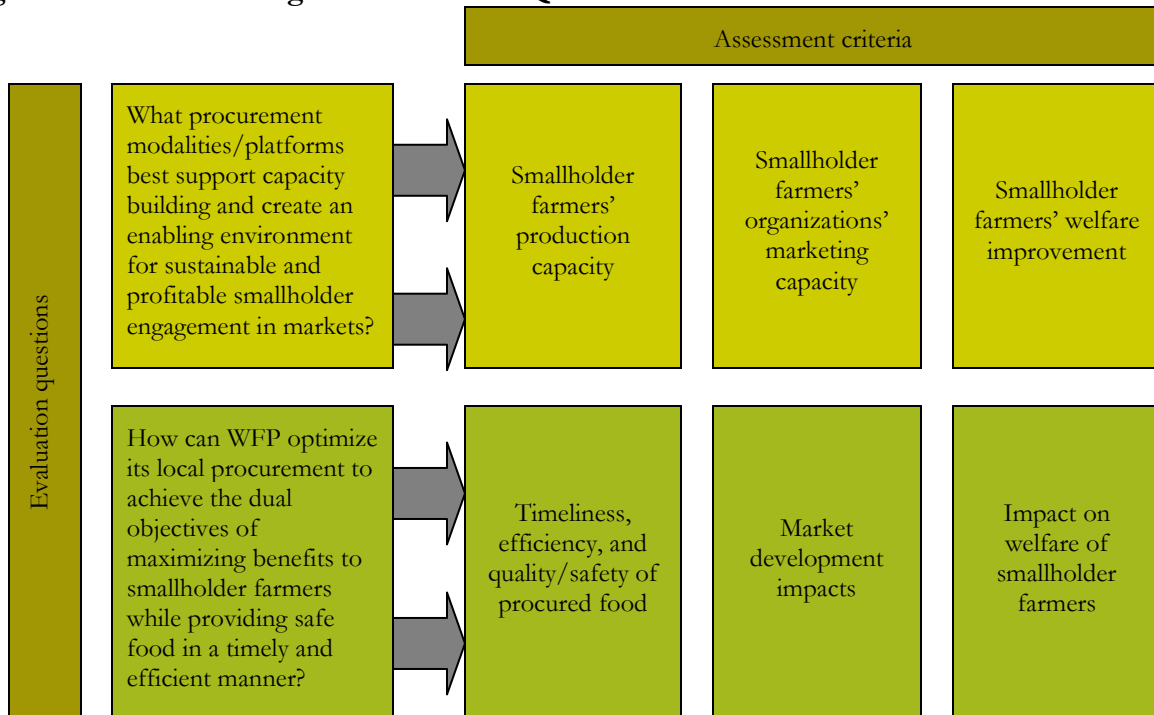 Assessment criteria
Evaluation questions
What procurement
modalities/platforms
best support capacity
building and create an
enabling environment
for sustainable and
profitable smallholder
engagement in markets?
Smallholder
farmers’
production
capacity
Smallholder
farmers’
organizations’
marketing
capacity
Smallholder
farmers’ welfare
improvement
How can WFP optimize
its local procurement to
achieve the dual
objectives of
maximizing benefits to
smallholder farmers
while providing safe
food in a timely and
efficient manner?
Timeliness,
efficiency, and
quality/safety of
procured food
Market
development
impacts
Impact on
welfare of
smallholder
farmers